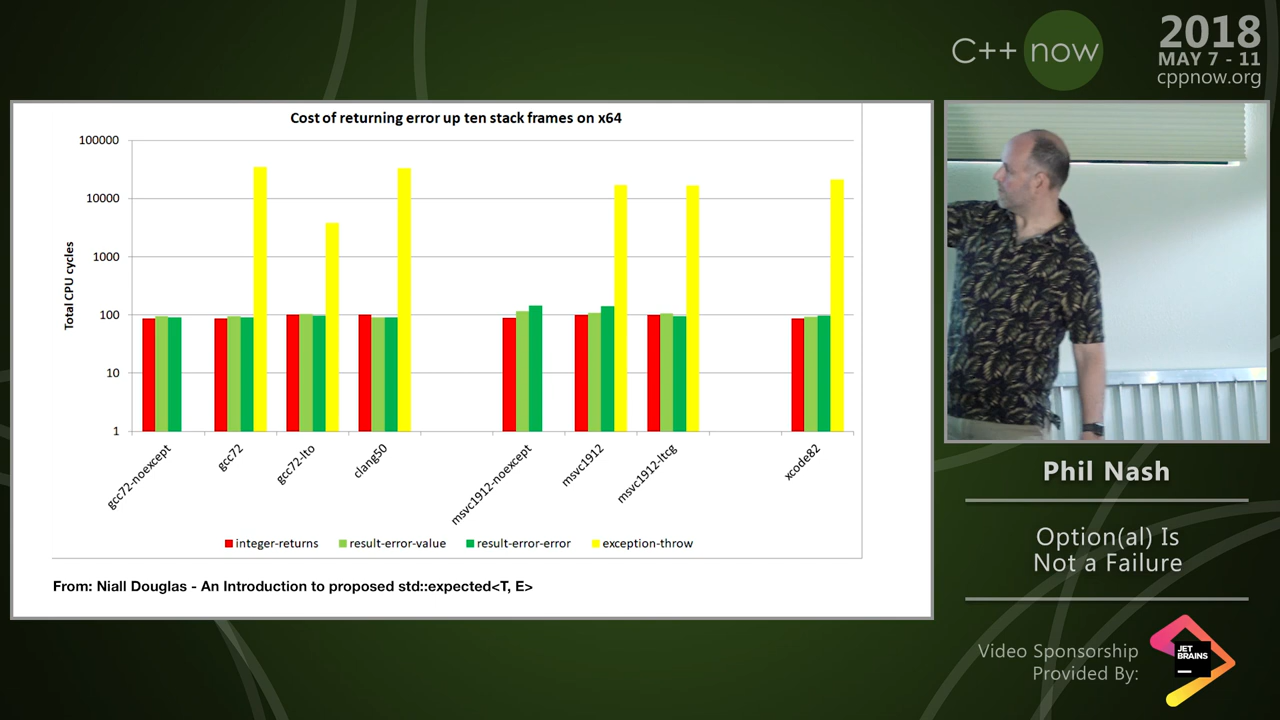 C++ now
2018
MAY 7 - 11
cppnow.org
Cost of returning error up ten stack frames on x64
Total CPU cycles
100000
10000
1000
100
10
1
gcc72-noexcept
gcc72
gcc72-lto
clang50
msvc1912-noexcept
msvc1912
msvc1912-ltcg
xcode82
integer-returns
result-error-value
result-error-error
exception-throw
From: Niall Douglas - An Introduction to proposed std::expected<T, E>
Phil Nash
Option(al) Is
Not a Failure
Video Sponsorship
Provided By:
JET
BRAINS